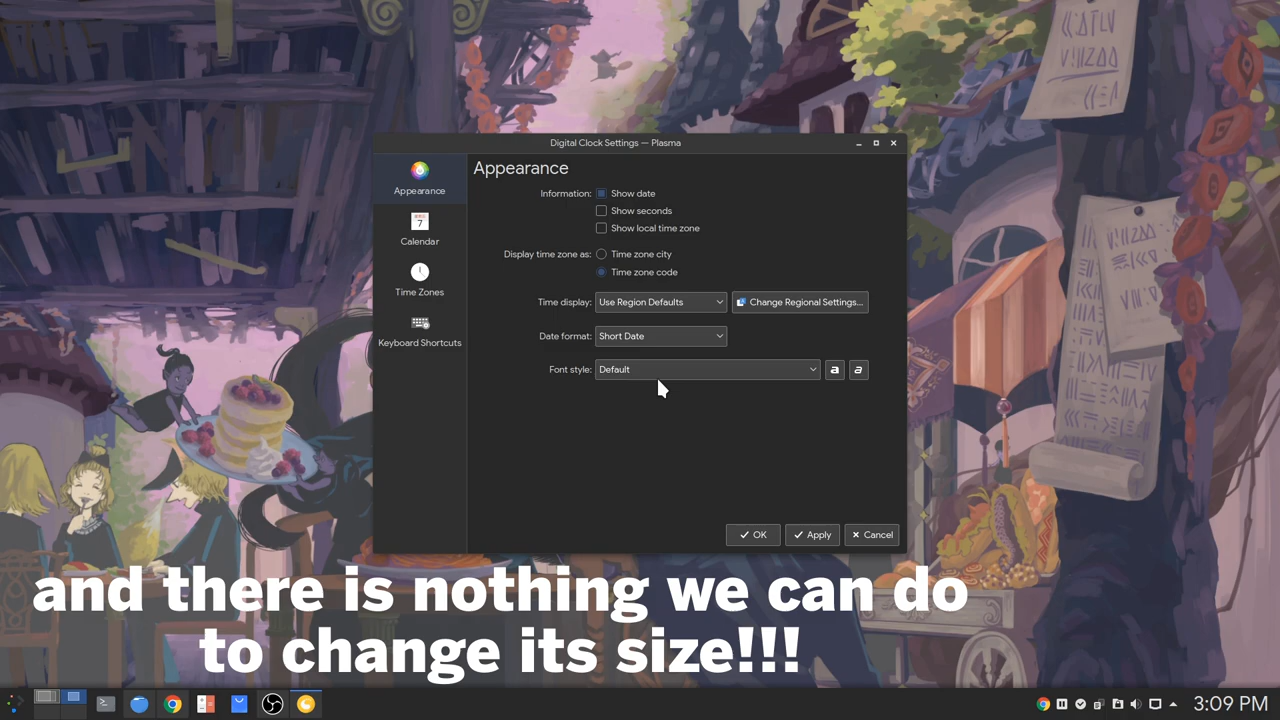 Digital Clock Settings — Plasma
Appearance
Calendar
Time Zones
Keyboard Shortcuts
Appearance
Information: Show date
Show seconds
Show local time zone
Display time zone as: Time zone city
Time zone code
Time display: Use Region Defaults Change Regional Settings...
Date format: Short Date
Font style: Default a a
OK Apply Cancel
and there is nothing we can do
to change its size!!!
3:09 PM